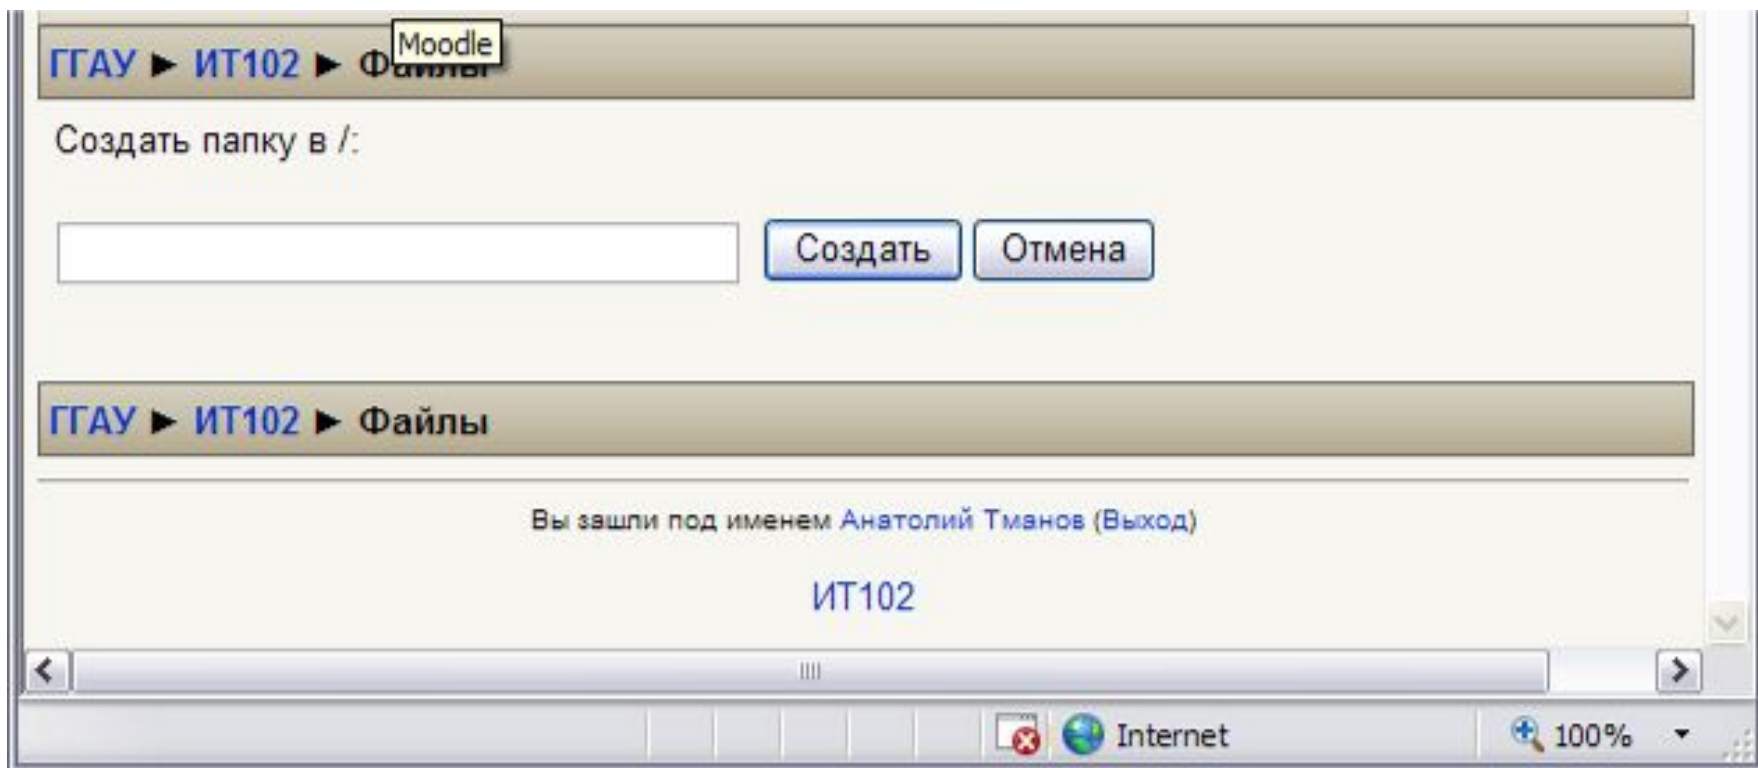 Moodle
ГГАУ ► ИТ102 ► Файлы
Создать папку в /:
Создать Отмена
ГГАУ ► ИТ102 ► Файлы
Вы зашли под именем Анатолий Тманов (Выход)
ИТ102
Internet 100%